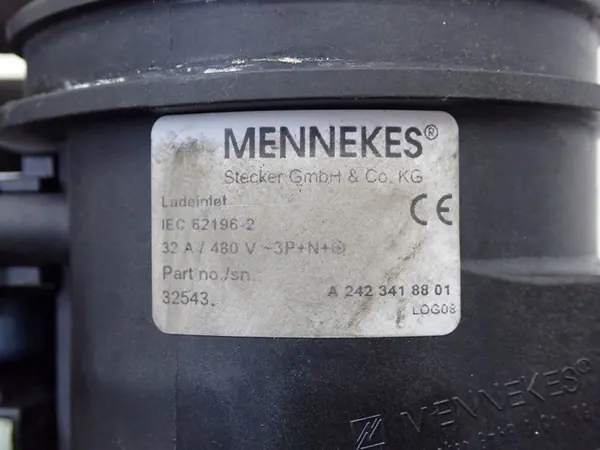 MENNEKES®
Stecker GmbH & Co. KG
Ladeinlet
IEC 62196-2
32 A / 480 V ~3P+N+⏚
Part no./sn.:
32543.
A 242 341 88 01
LOG08
MENNEKES®